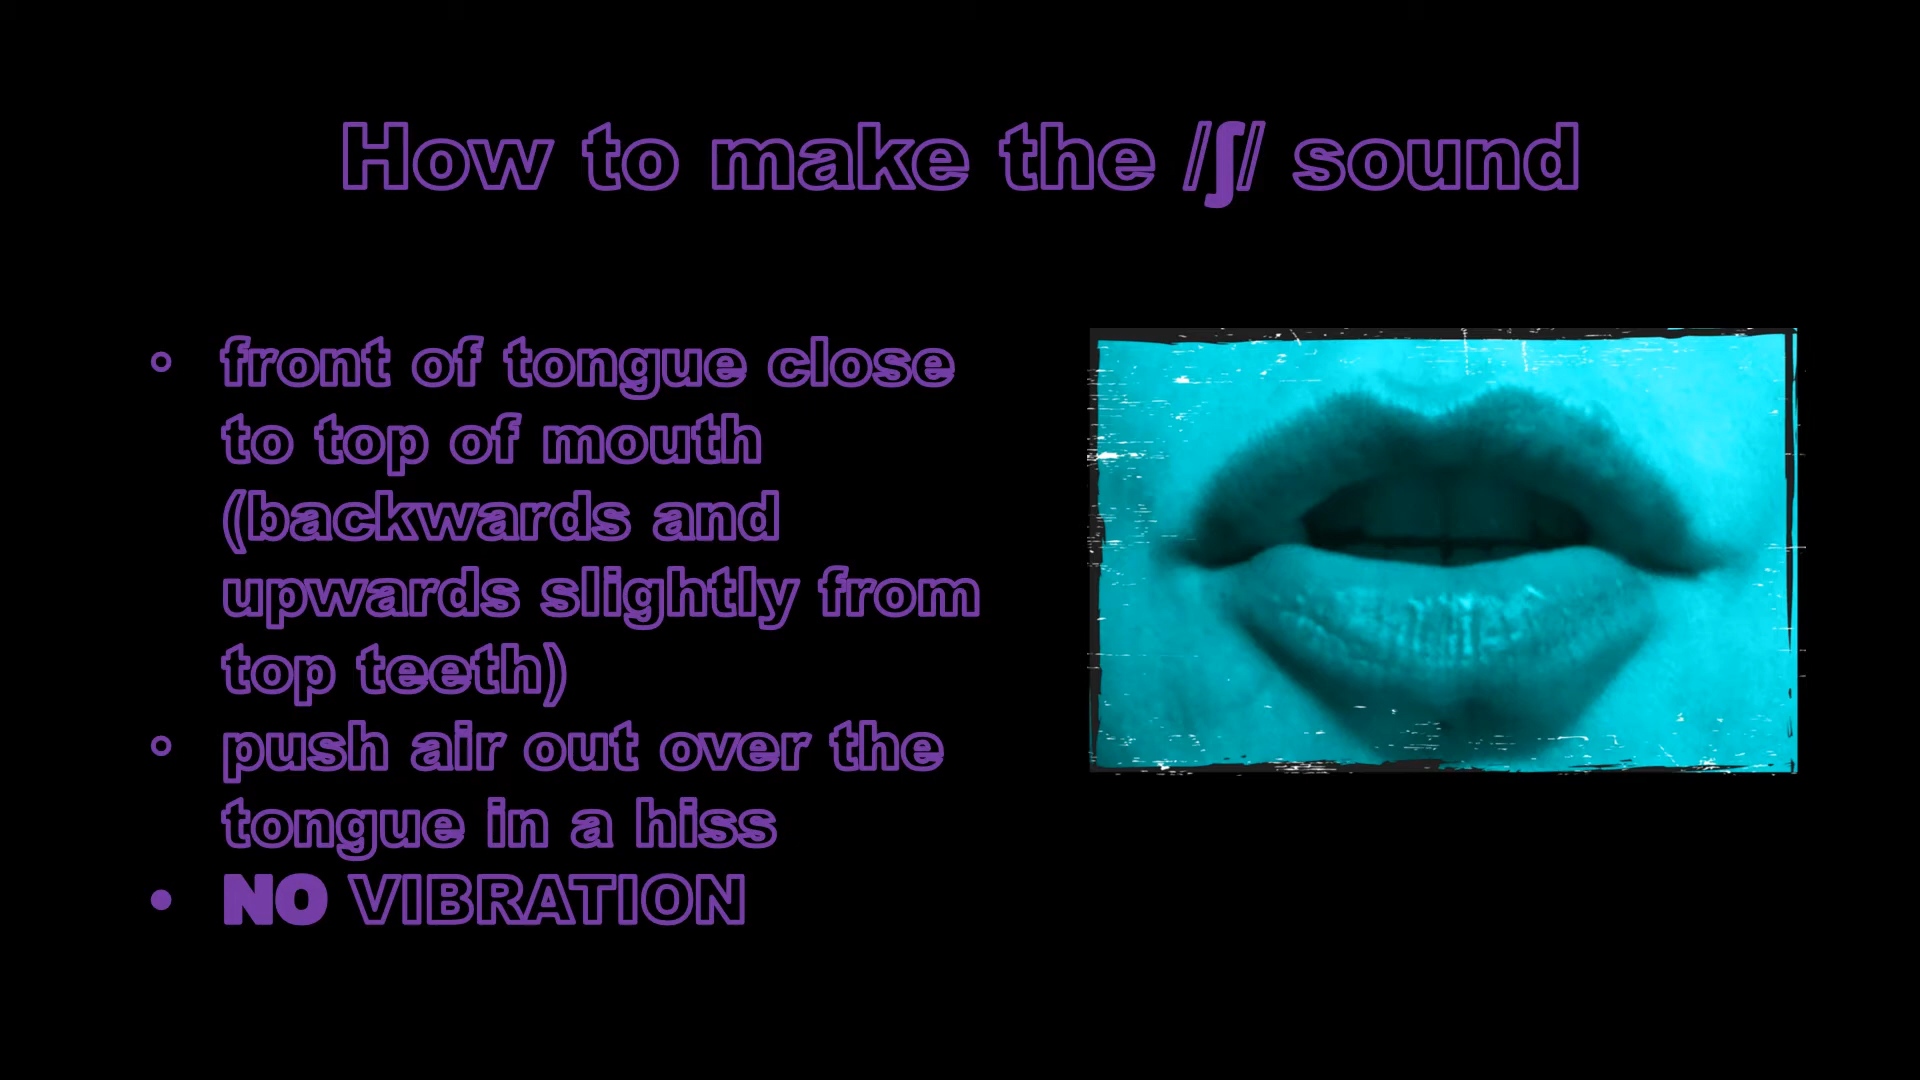 How to make the /ʃ/ sound
• front of tongue close
to top of mouth
(backwards and
upwards slightly from
top teeth)
• push air out over the
tongue in a hiss
• NO VIBRATION